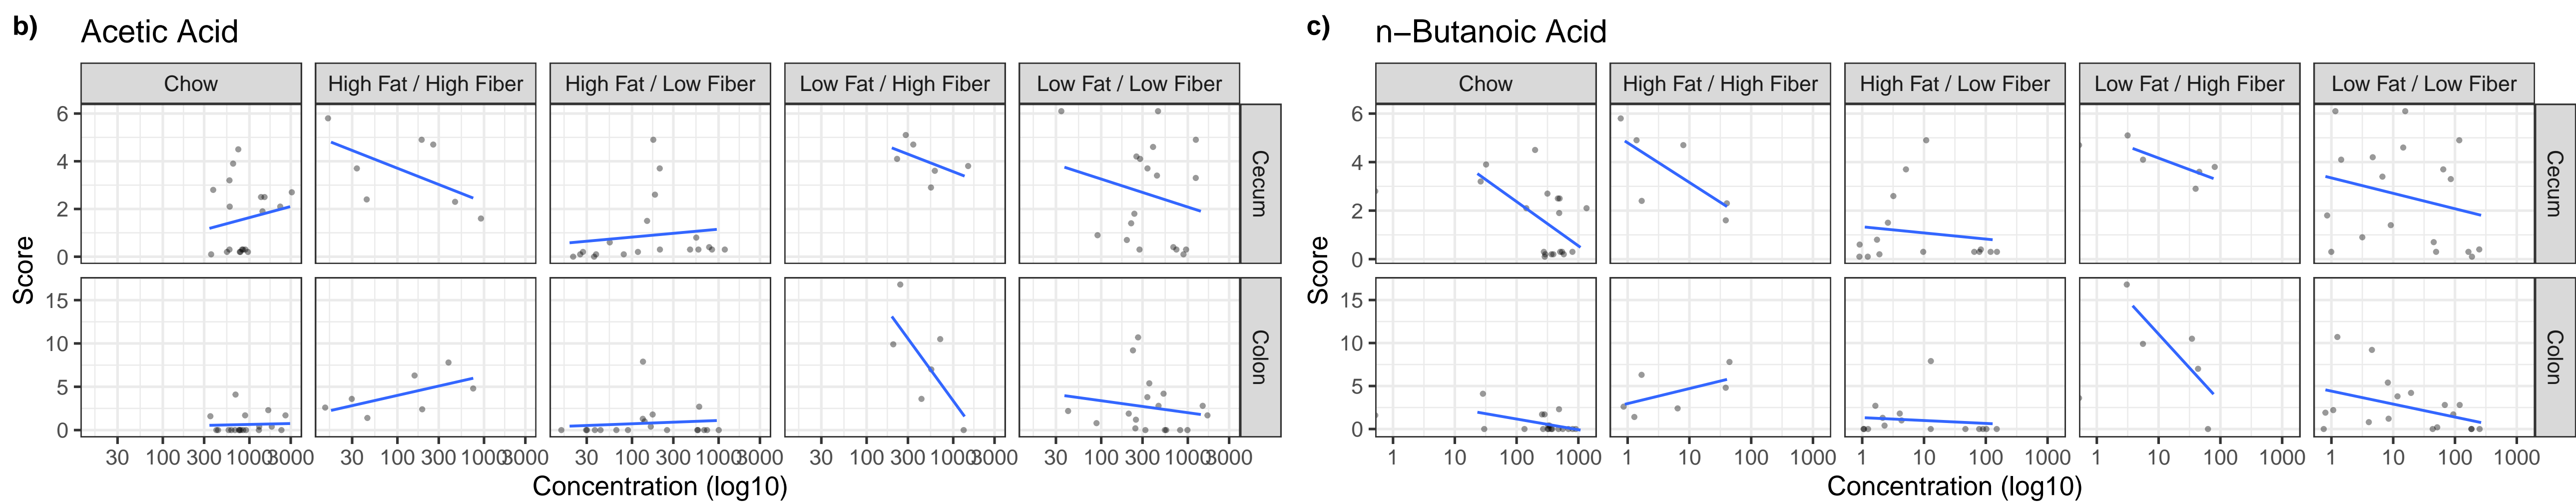 b) Acetic Acid
Chow High Fat / High Fiber High Fat / Low Fiber Low Fat / High Fiber Low Fat / Low Fiber
6
4
2
0
Cecum
15
10
5
0
Colon
Score
30 100 300 1000 3000 30 100 300 1000 3000 30 100 300 1000 3000 30 100 300 1000 3000 30 100 300 1000 3000
Concentration (log10)
c) n−Butanoic Acid
Chow High Fat / High Fiber High Fat / Low Fiber Low Fat / High Fiber Low Fat / Low Fiber
6
4
2
0
Cecum
15
10
5
0
Colon
Score
1 10 100 1000 1 10 100 1000 1 10 100 1000 1 10 100 1000 1 10 100 1000
Concentration (log10)